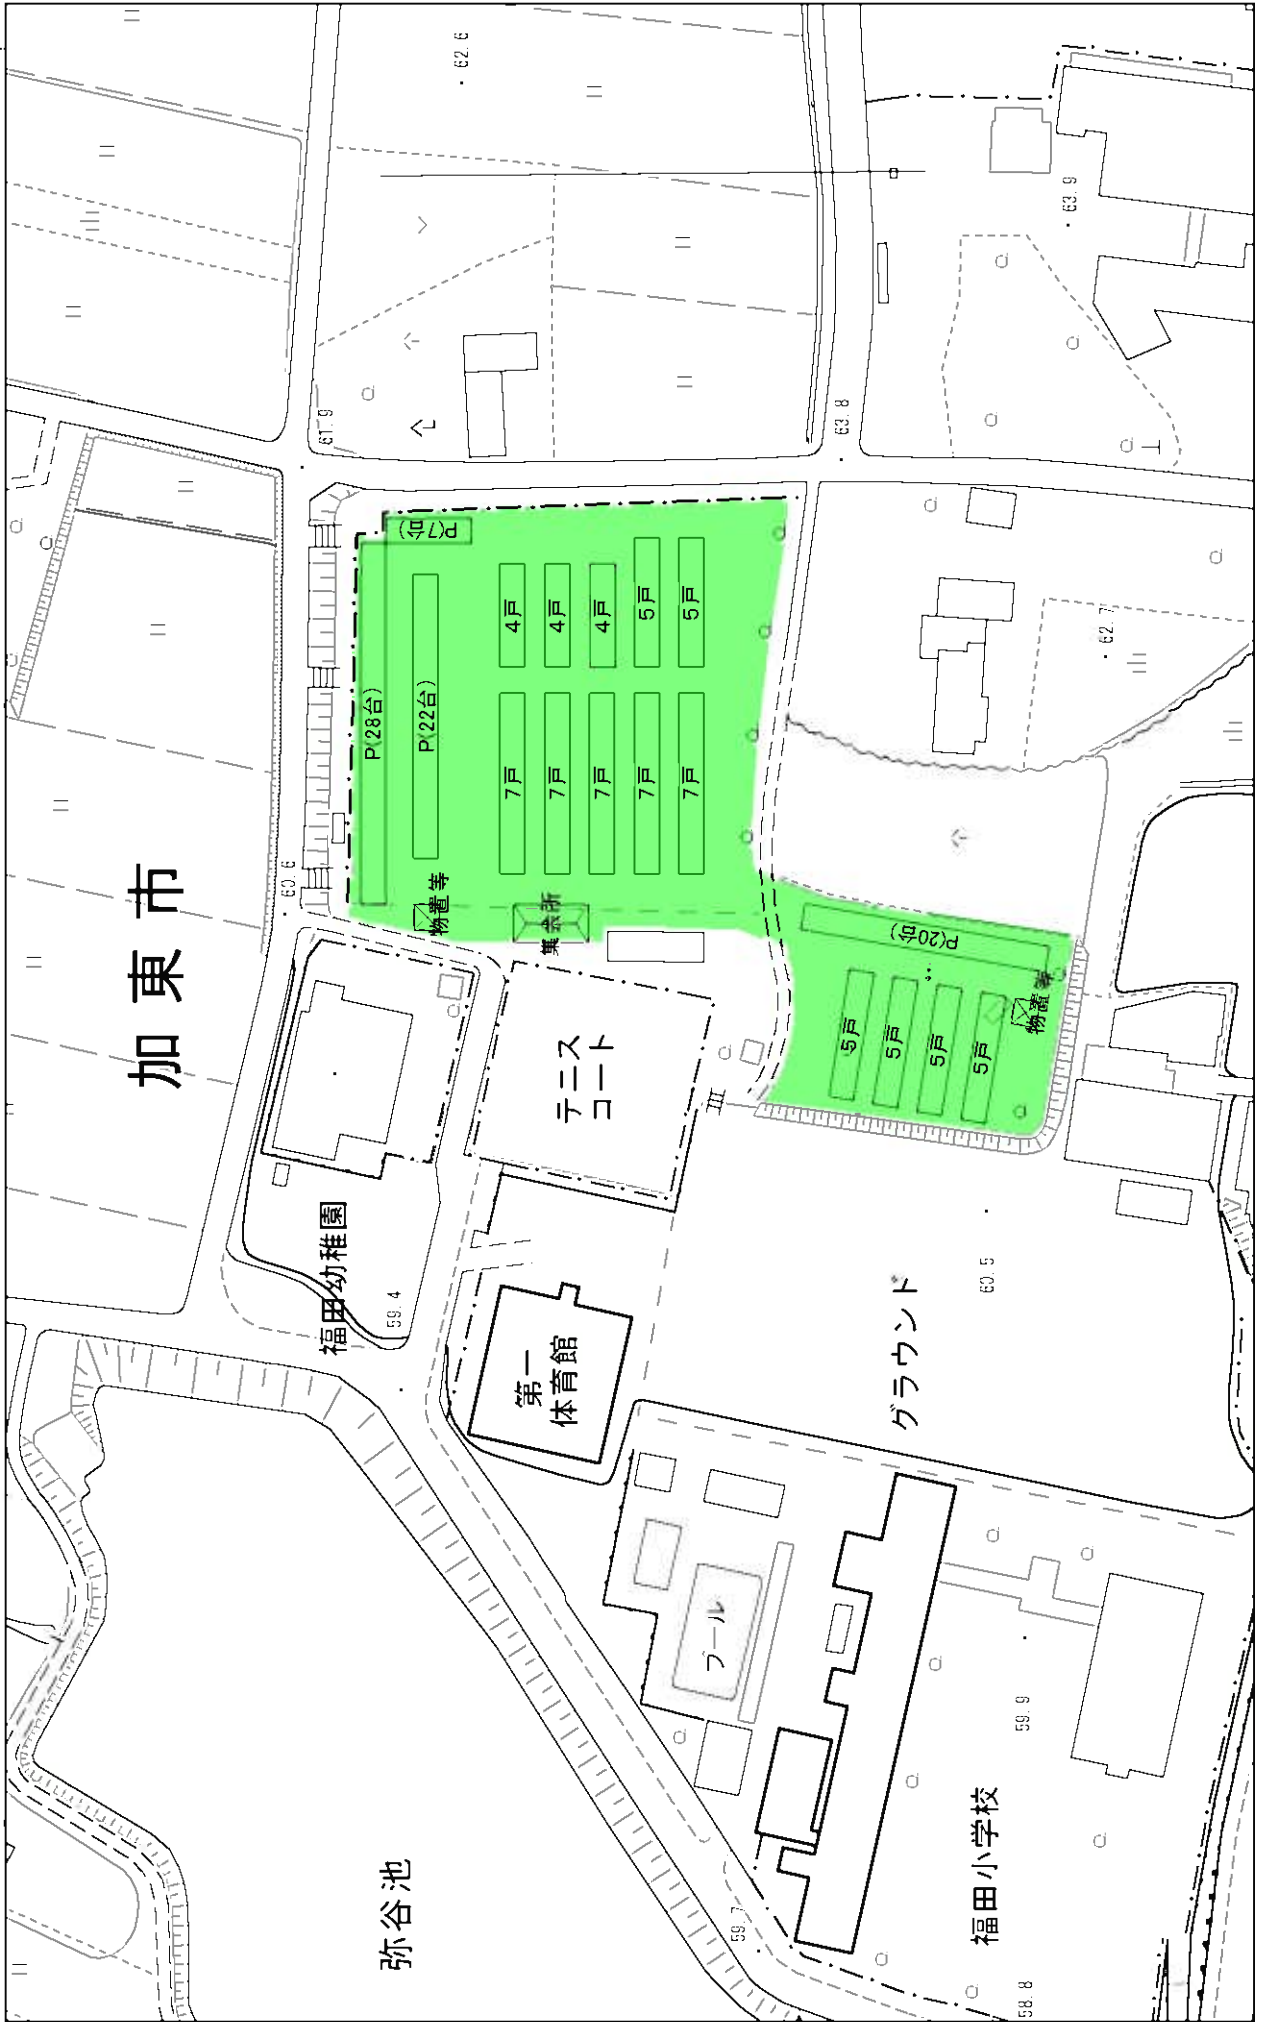 加東市
62.6
63.9
61.9
63.8
P(7台)
P(28台)
P(22台)
4戸
4戸
4戸
5戸
5戸
7戸
7戸
7戸
7戸
7戸
62.7
60.6
物置等
集会所
P(20台)
5戸
5戸
5戸
5戸
物置等
テニス
コート
福田幼稚園
59.4
第一
体育館
グラウンド
60.5
プール
弥谷池
福田小学校
59.9
59.7
58.8